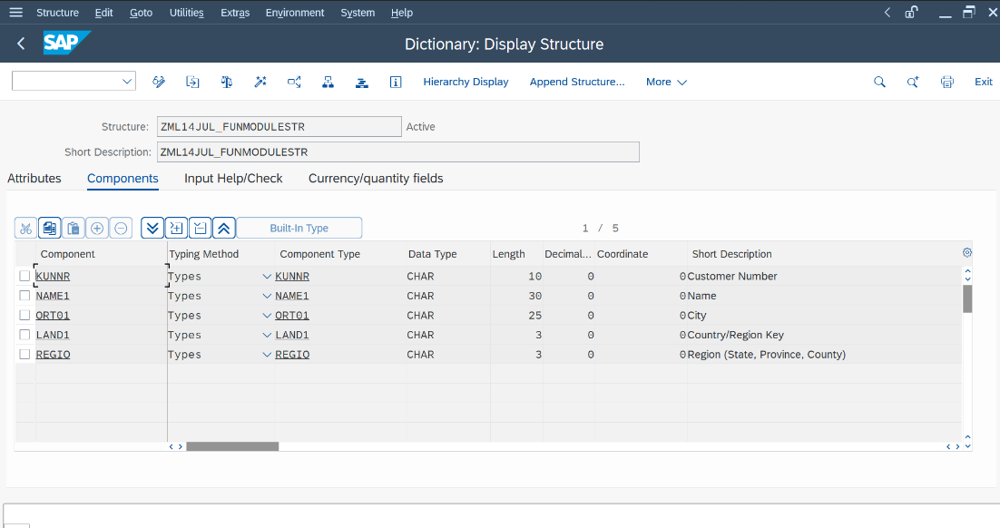 Structure Edit Goto Utilities Extras Environment System Help
SAP Dictionary: Display Structure
Hierarchy Display Append Structure... More Exit
Structure: ZML14JUL_FUNMODULESTR Active
Short Description: ZML14JUL_FUNMODULESTR
Attributes Components Input Help/Check Currency/quantity fields
Built-In Type 1 / 5
Component Typing Method Component Type Data Type Length Decimal... Coordinate Short Description
KUNNR Types KUNNR CHAR 10 0 0 Customer Number
NAME1 Types NAME1 CHAR 30 0 0 Name
ORT01 Types ORT01 CHAR 25 0 0 City
LAND1 Types LAND1 CHAR 3 0 0 Country/Region Key
REGIO Types REGIO CHAR 3 0 0 Region (State, Province, County)